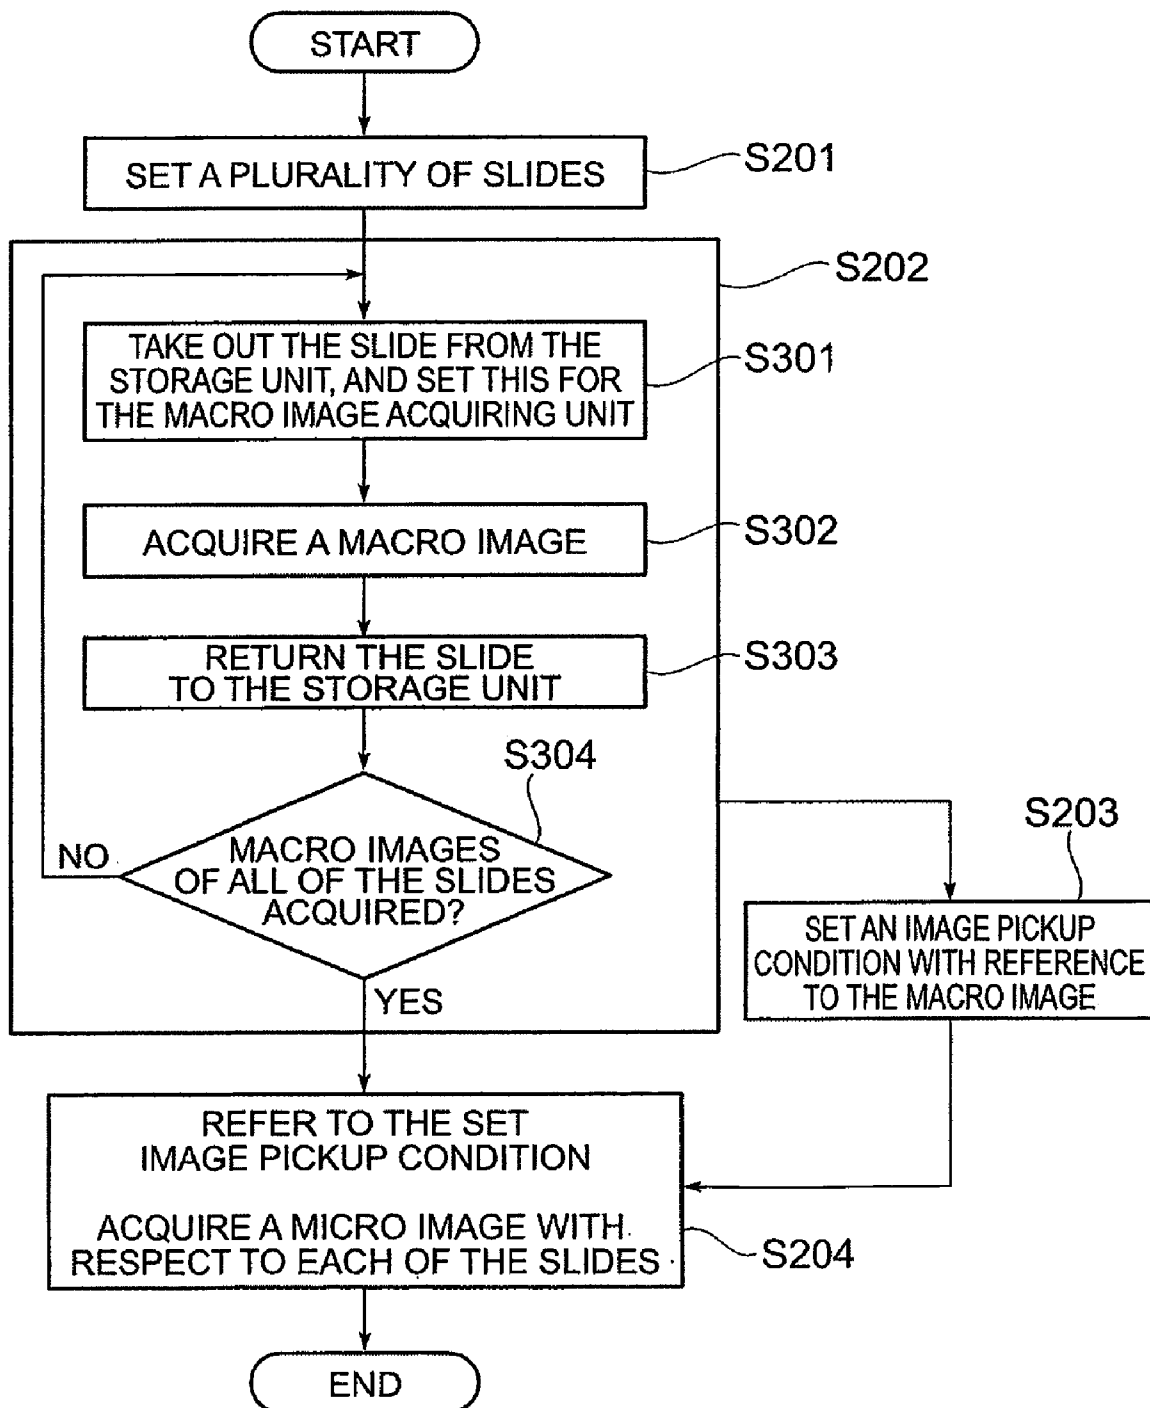 START
SET A PLURALITY OF SLIDES
S201
S202
TAKE OUT THE SLIDE FROM THE
STORAGE UNIT, AND SET THIS FOR
THE MACRO IMAGE ACQUIRING UNIT
S301
ACQUIRE A MACRO IMAGE
S302
RETURN THE SLIDE
TO THE STORAGE UNIT
S303
S304
MACRO IMAGES
OF ALL OF THE SLIDES
ACQUIRED?
NO
YES
S203
SET AN IMAGE PICKUP
CONDITION WITH REFERENCE
TO THE MACRO IMAGE
REFER TO THE SET
IMAGE PICKUP CONDITION
ACQUIRE A MICRO IMAGE WITH
RESPECT TO EACH OF THE SLIDES
S204
END